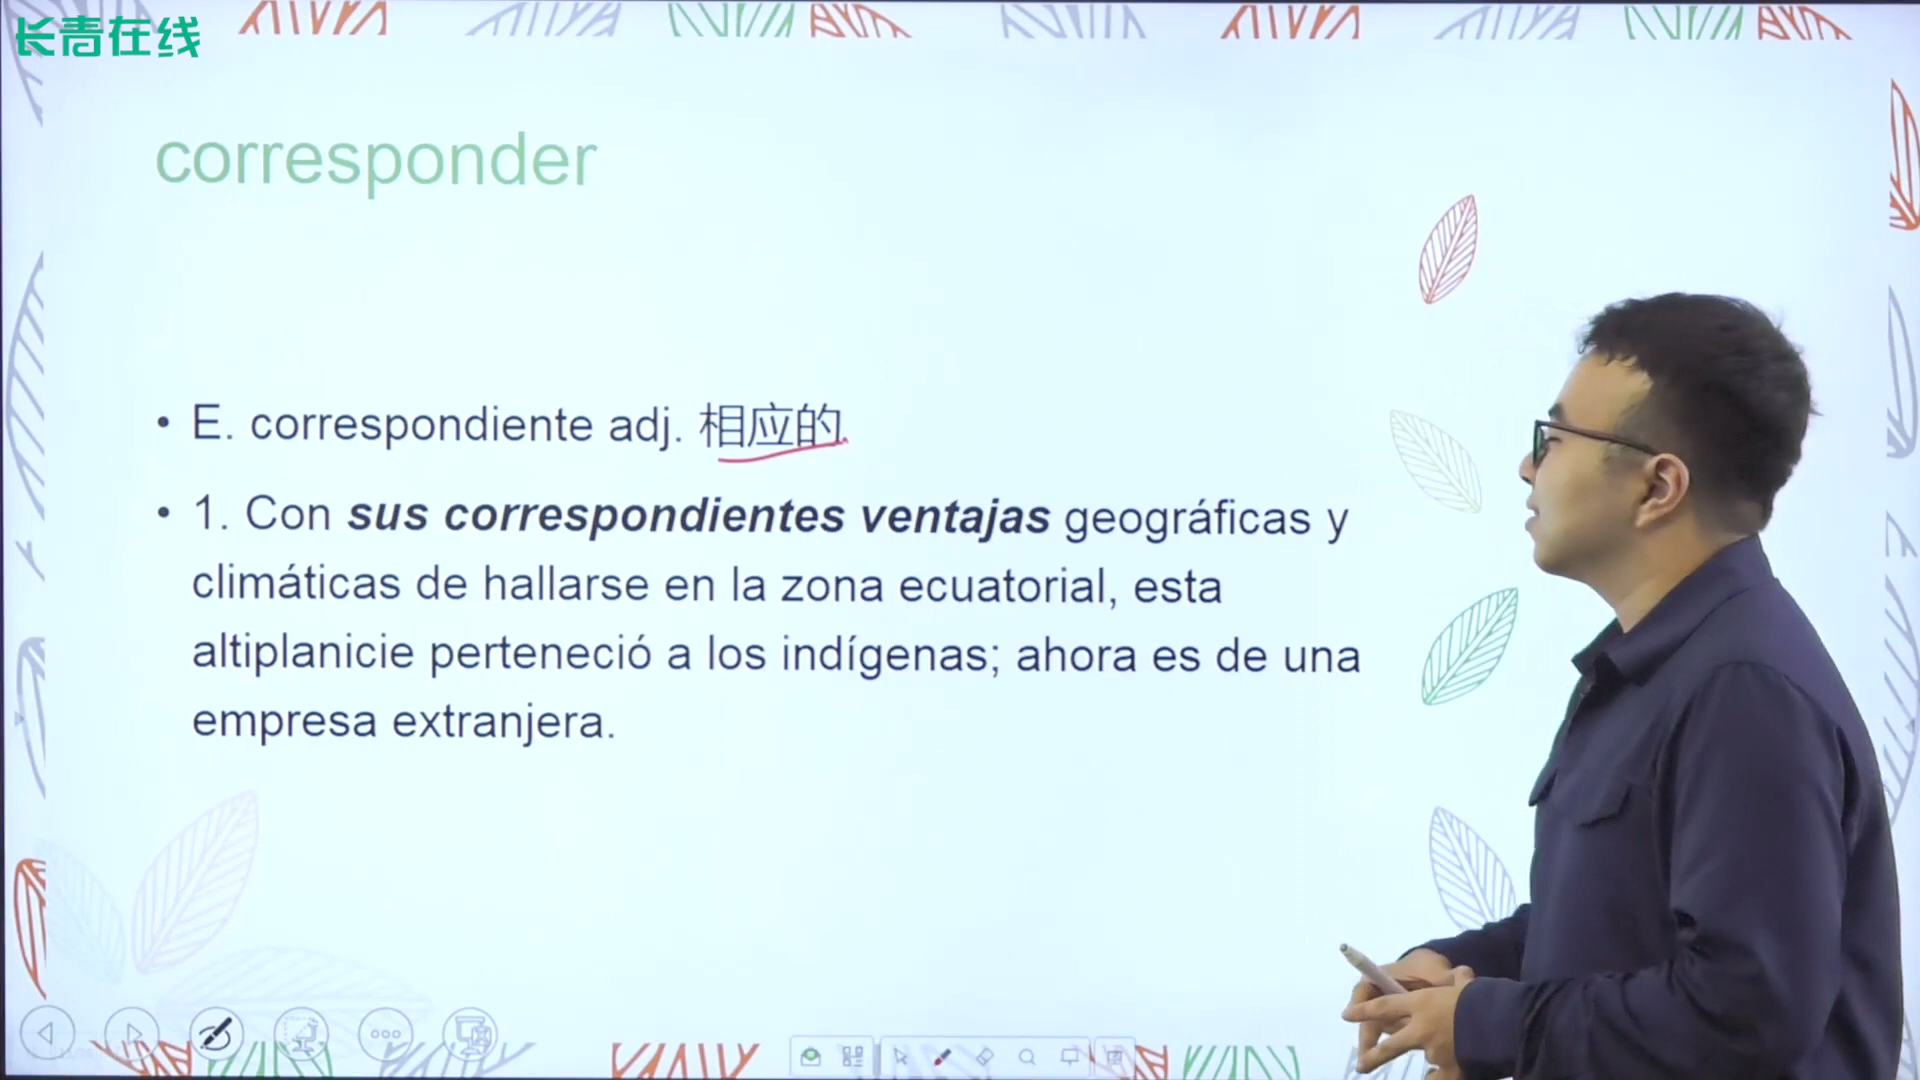 长青在线
corresponder
• E. correspondiente adj. 相应的
• 1. Con sus correspondientes ventajas geográficas y
climáticas de hallarse en la zona ecuatorial, esta
altiplanicie perteneció a los indígenas; ahora es de una
empresa extranjera.